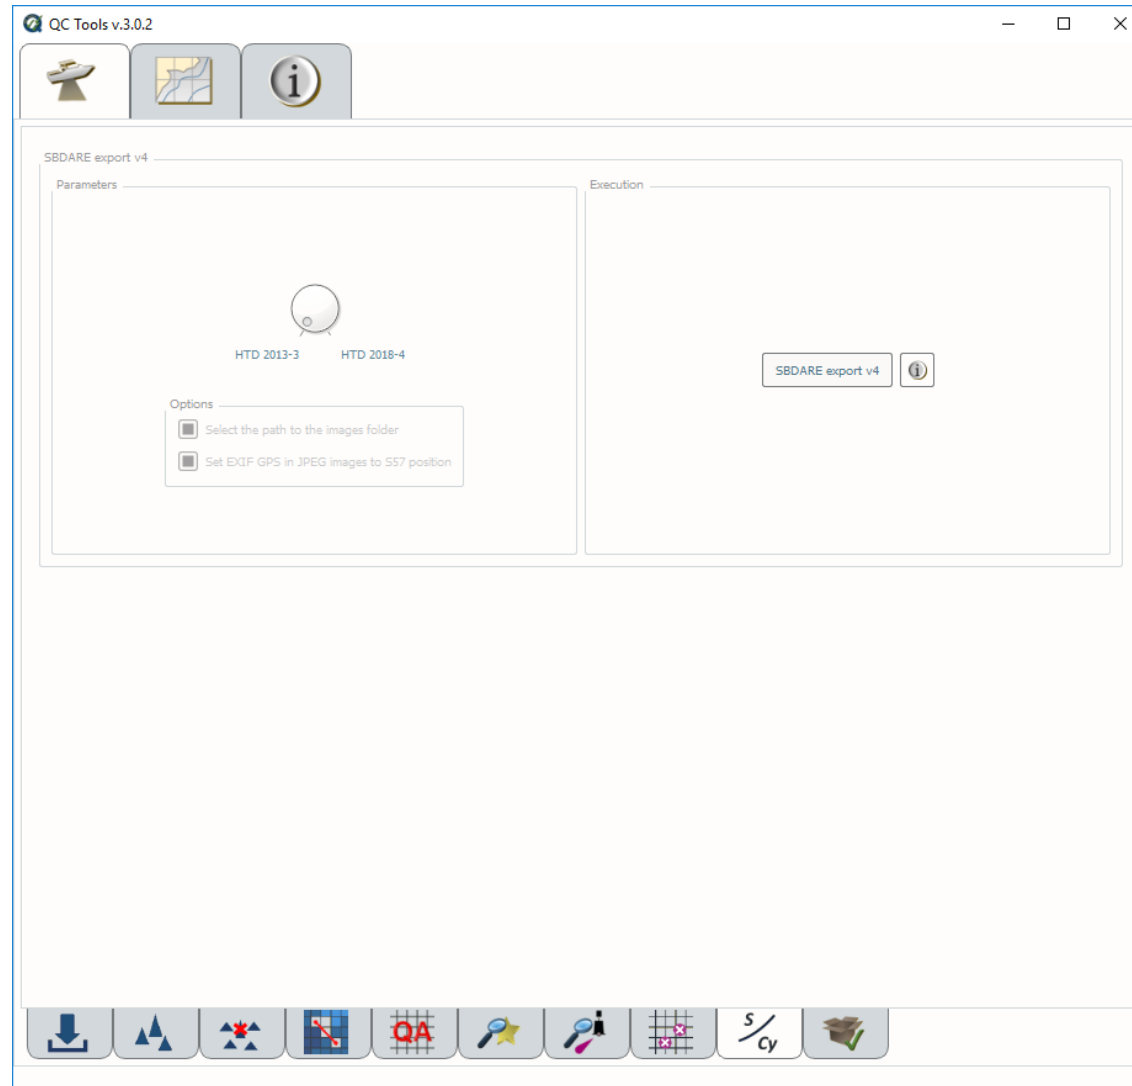 QC Tools v.3.0.2
i
SBDARE export v4
Parameters
Execution
HTD 2013-3
HTD 2018-4
SBDARE export v4
i
Options
Select the path to the images folder
Set EXIF GPS in JPEG images to S57 position
QA
S
Cy